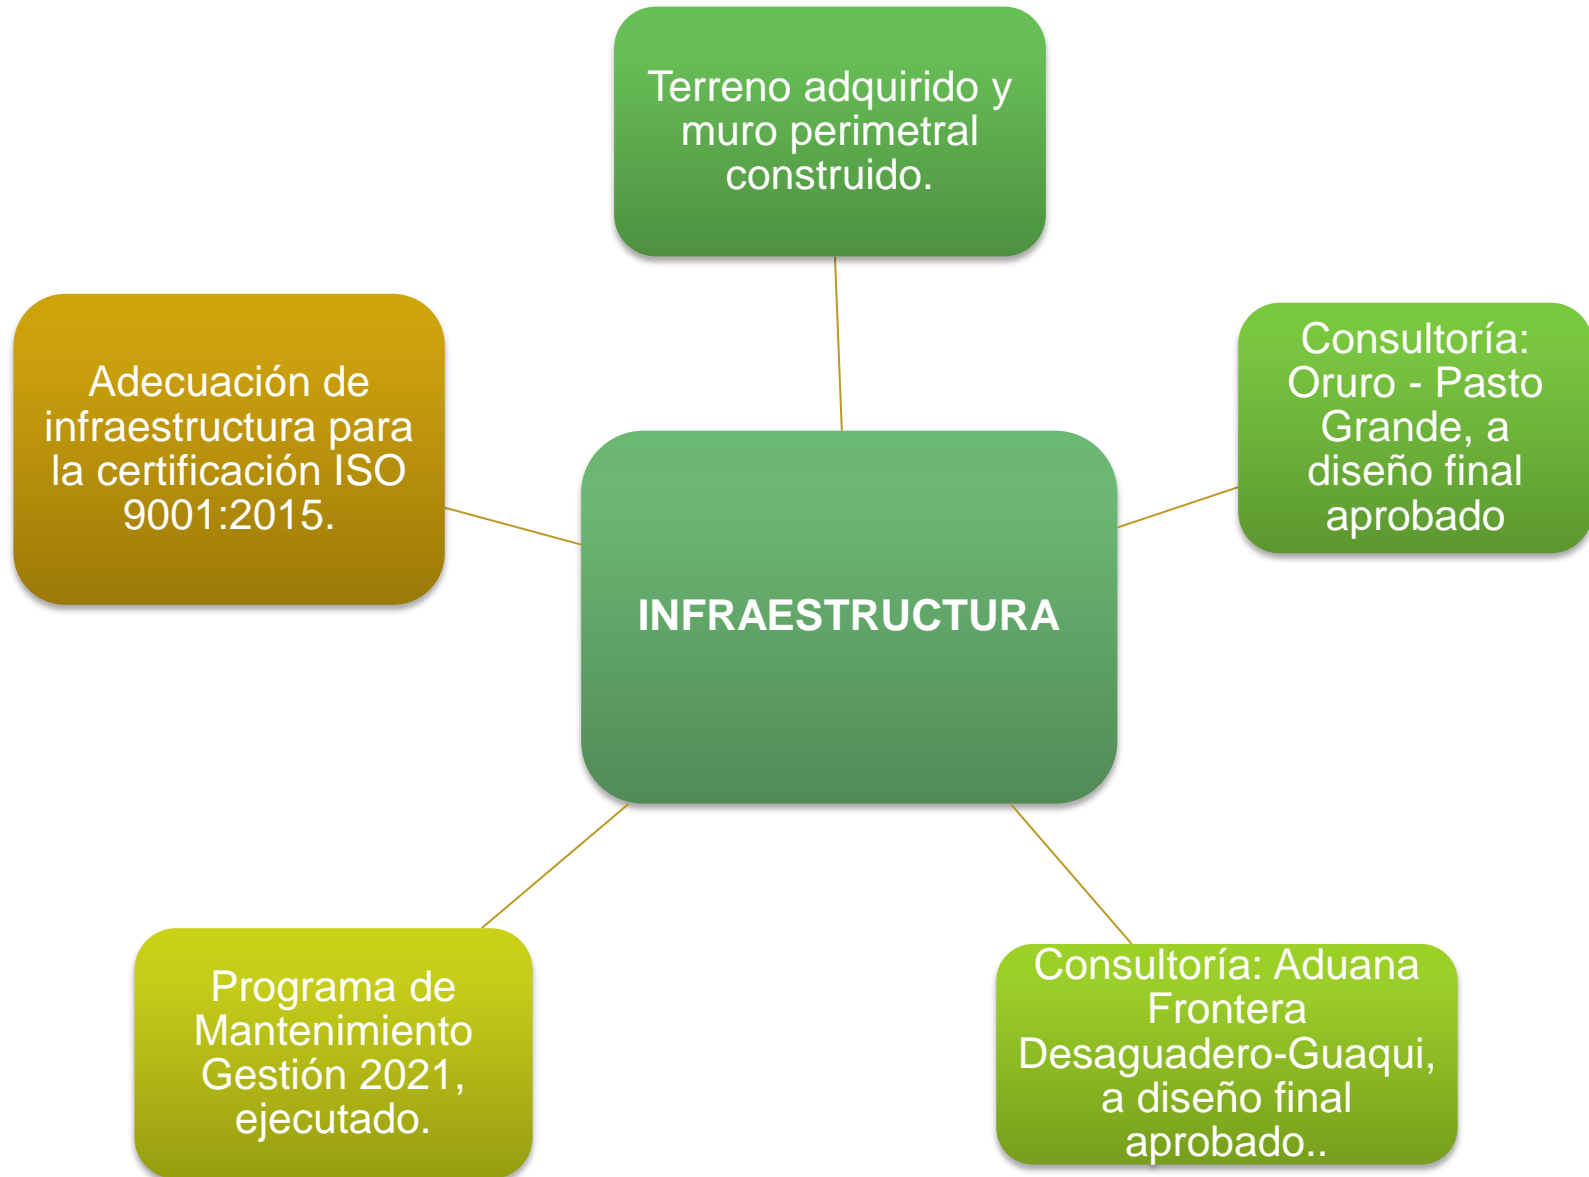 Terreno adquirido y
muro perimetral
construido.
Consultoría:
Oruro - Pasto
Grande, a
diseño final
aprobado
Adecuación de
infraestructura para
la certificación ISO
9001:2015.
INFRAESTRUCTURA
Consultoría: Aduana
Frontera
Desaguadero-Guaqui,
a diseño final
aprobado..
Programa de
Mantenimiento
Gestión 2021,
ejecutado.